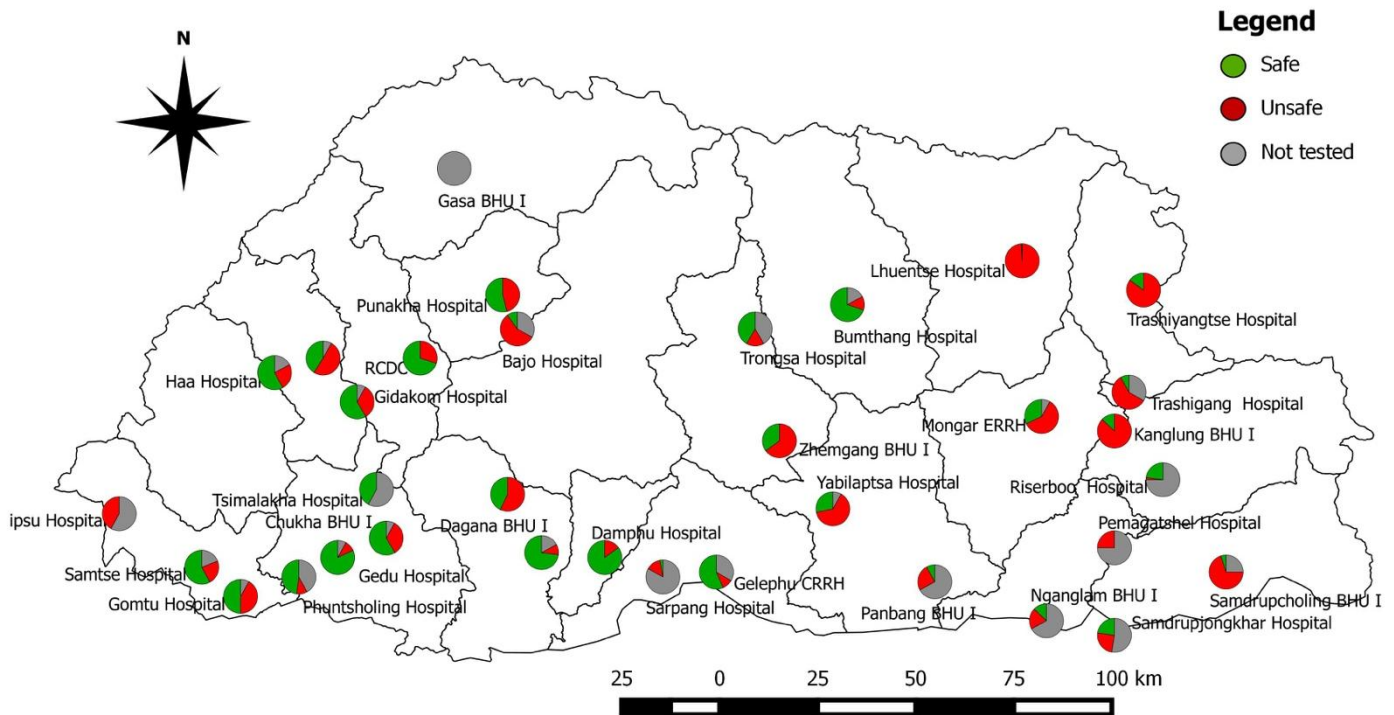 Legend
N
Safe
Unsafe
Not tested
Gasa BHU I
Lhuentse Hospital
Punakha Hospital
Trashiyangtse Hospital
Bumthang Hospital
Bajo Hospital
Trongsa Hospital
RCDC
Haa Hospital
Gidakom Hospital
Trashigang Hospital
Mongar ERRH
Kanglung BHU I
Zhemgang BHU I
Yabilaptsa Hospital
Riserboo Hospital
Tsimalakha Hospital
ipsu Hospital
Chukha BHU I
Dagana BHU I
Damphu Hospital
Pemagatshel Hospital
Samtse Hospital
Gedu Hospital
Gelephu CRRH
Nganglam BHU I
Samdrupcholing BHU I
Gomtu Hospital
Phuntsholing Hospital
Sarpang Hospital
Panbang BHU I
Samdrupjongkhar Hospital
25 0 25 50 75 100 km